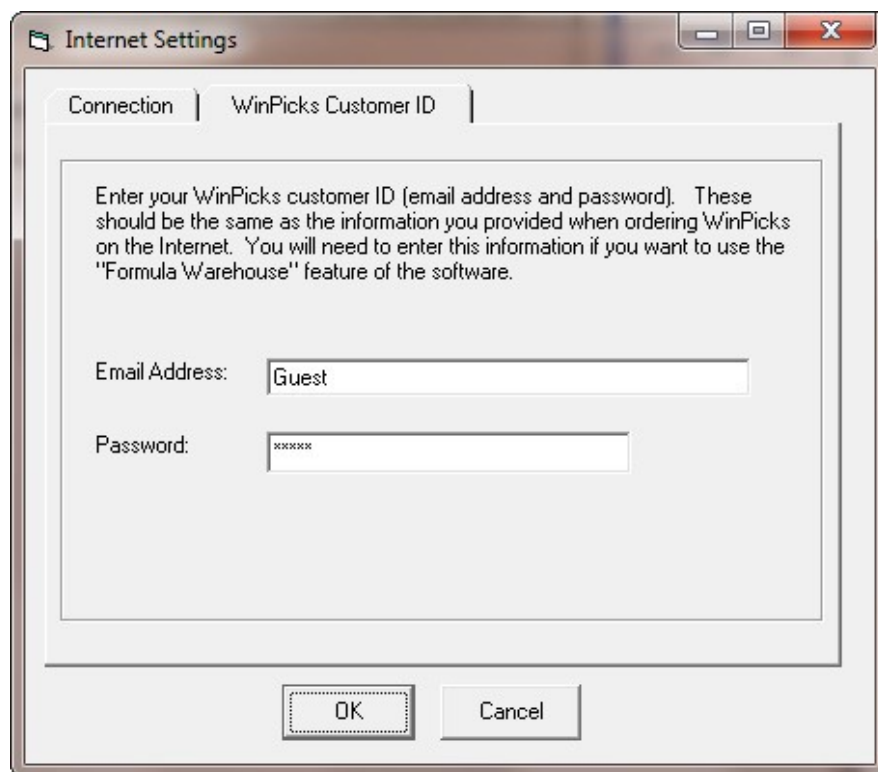 Internet Settings
Connection
WinPicks Customer ID
Enter your WinPicks customer ID (email address and password).   These
should be the same as the information you provided when ordering WinPicks
on the Internet.  You will need to enter this information if you want to use the
"Formula Warehouse" feature of the software.
Email Address:
Guest
Password:
*****
OK
Cancel